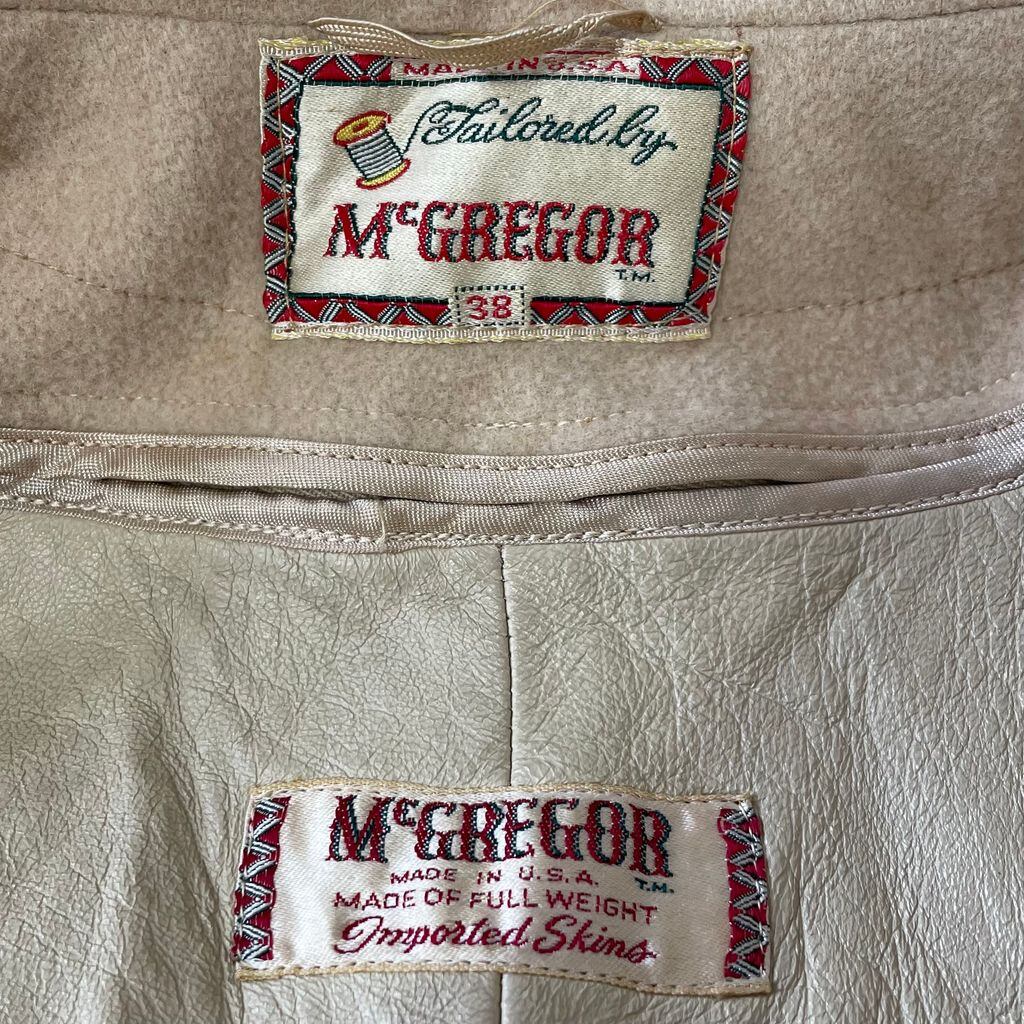 MADE IN U.S.A.
Tailored by
McGREGOR
T.M.
38
McGREGOR
T.M.
MADE IN U.S.A.
MADE OF FULL WEIGHT
Imported Skins